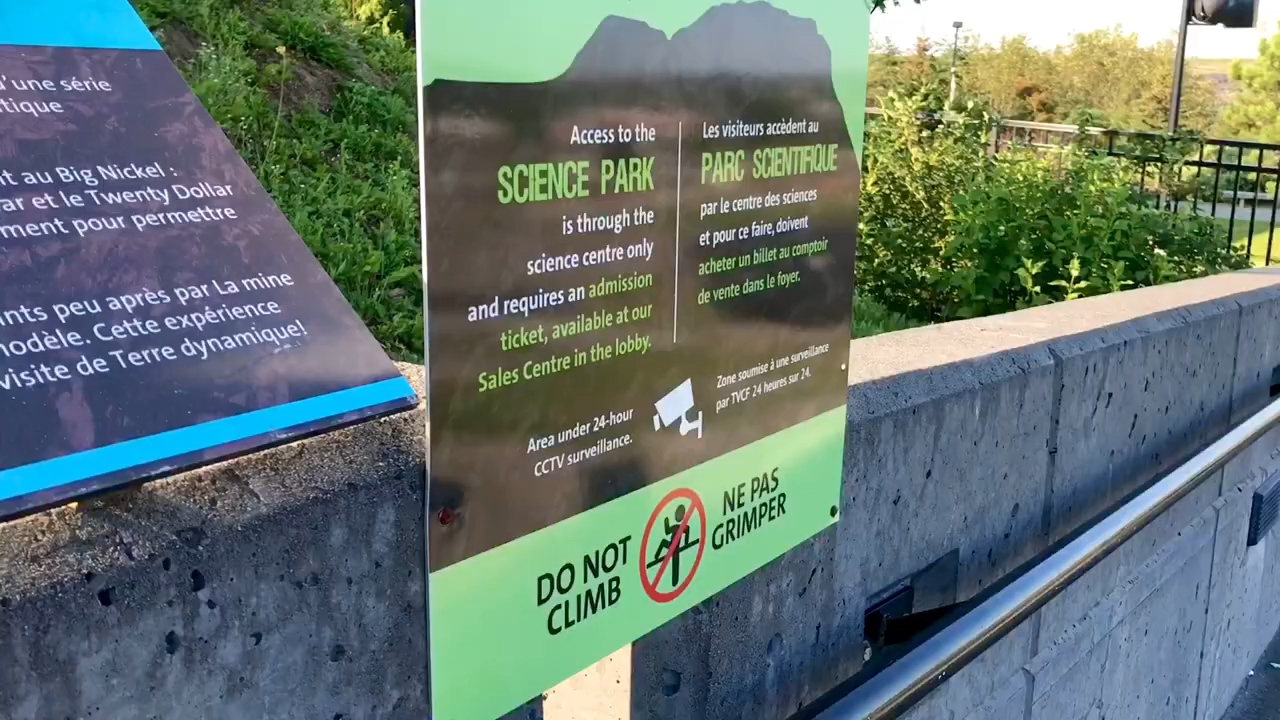 d'une série
tique
it au Big Nickel :
ar et le Twenty Dollar
ment pour permettre
ints peu après par La mine
modèle. Cette expérience
visite de Terre dynamique!
Access to the
SCIENCE PARK
is through the
science centre only
and requires an admission
ticket, available at our
Sales Centre in the lobby.
Les visiteurs accèdent au
PARC SCIENTIFIQUE
par le centre des sciences
et pour ce faire, doivent
acheter un billet au comptoir
de vente dans le foyer.
Area under 24-hour
CCTV surveillance.
Zone soumise à une surveillance
par TVCF 24 heures sur 24.
DO NOT
CLIMB
NE PAS
GRIMPER